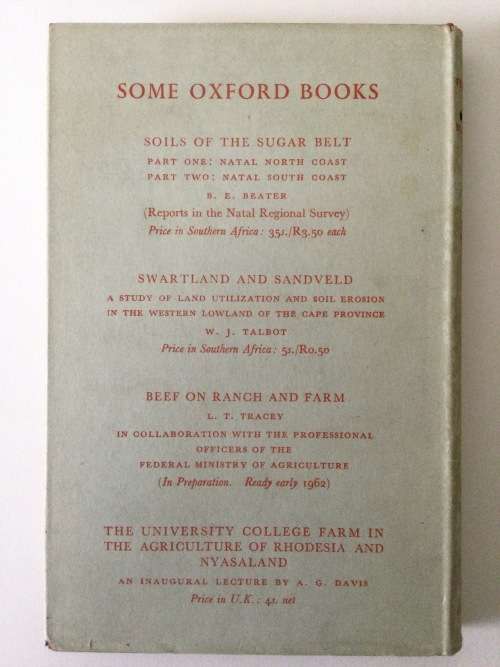 SOME OXFORD BOOKS
SOILS OF THE SUGAR BELT
PART ONE: NATAL NORTH COAST
PART TWO: NATAL SOUTH COAST
B. E. BEATER
(Reports in the Natal Regional Survey)
Price in Southern Africa: 35s./R3.50 each
SWARTLAND AND SANDVELD
A STUDY OF LAND UTILIZATION AND SOIL EROSION
IN THE WESTERN LOWLAND OF THE CAPE PROVINCE
W. J. TALBOT
Price in Southern Africa: 5s./R0.50
BEEF ON RANCH AND FARM
L. T. TRACEY
IN COLLABORATION WITH THE PROFESSIONAL
OFFICERS OF THE
FEDERAL MINISTRY OF AGRICULTURE
(In Preparation. Ready early 1962)
THE UNIVERSITY COLLEGE FARM IN
THE AGRICULTURE OF RHODESIA AND
NYASALAND
AN INAUGURAL LECTURE BY A. G. DAVIS
Price in U.K.: 4s. net